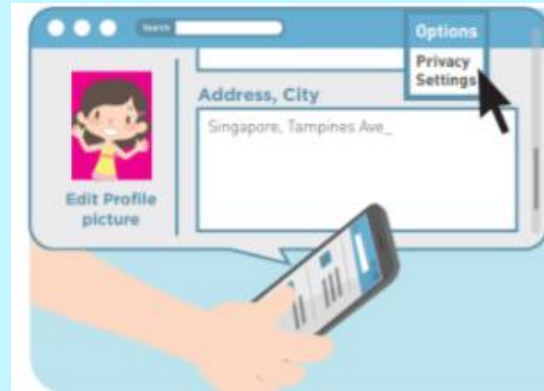 Search
Options
Privacy
Settings
Address, City
Singapore, Tampines Ave_
Edit Profile
picture